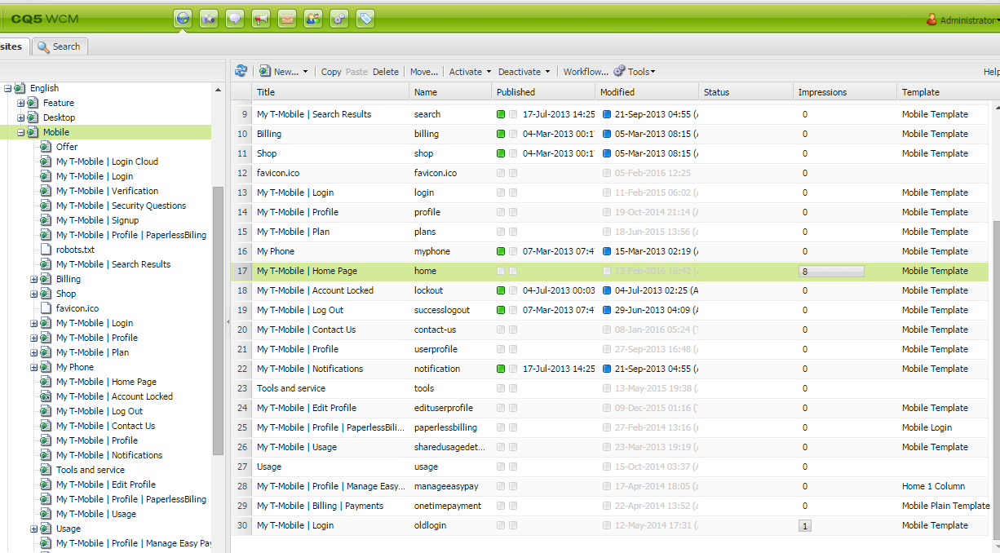 CQ5 WCM
Administrator
sites Search
New... Copy Paste Delete Move... Activate Deactivate Workflow... Tools Help
English
Feature
Desktop
Mobile
Offer
My T-Mobile | Login Cloud
My T-Mobile | Login
My T-Mobile | Verification
My T-Mobile | Security Questions
My T-Mobile | Signup
My T-Mobile | Profile | PaperlessBiling
robots.txt
My T-Mobile | Search Results
Billing
Shop
favicon.ico
My T-Mobile | Login
My T-Mobile | Profile
My T-Mobile | Plan
My Phone
My T-Mobile | Home Page
My T-Mobile | Account Locked
My T-Mobile | Log Out
My T-Mobile | Contact Us
My T-Mobile | Profile
My T-Mobile | Notifications
Tools and service
My T-Mobile | Edit Profile
My T-Mobile | Profile | PaperlessBiling
My T-Mobile | Usage
Usage
My T-Mobile | Profile | Manage Easy Pay
Title Name Published Modified Status Impressions Template
9 My T-Mobile | Search Results search 17-Jul-2013 14:25 21-Sep-2013 04:55 (A 0 Mobile Template
10 Billing billing 04-Mar-2013 00:1 05-Mar-2013 08:15 (A 0 Mobile Template
11 Shop shop 04-Mar-2013 00:1 05-Mar-2013 08:15 (A 0 Mobile Template
12 favicon.ico favicon.ico 05-Feb-2016 12:25 0
13 My T-Mobile | Login login 11-Feb-2015 06:02 (A 0 Mobile Template
14 My T-Mobile | Profile profile 19-Oct-2014 21:14 (A 0 Mobile Template
15 My T-Mobile | Plan plans 18-Jun-2015 13:56 (a 0 Mobile Template
16 My Phone myphone 07-Mar-2013 07:4 15-Mar-2013 02:19 (A 0 Mobile Template
17 My T-Mobile | Home Page home 12-Feb-2016 16:42 (A 8 Mobile Template
18 My T-Mobile | Account Locked lockout 04-Jul-2013 00:03 04-Jul-2013 02:25 (A 0 Mobile Template
19 My T-Mobile | Log Out successlogout 07-Mar-2013 07:4 29-Jun-2013 04:09 (A 0 Mobile Template
20 My T-Mobile | Contact Us contact-us 08-Jan-2016 05:24 (T 0 Mobile Template
21 My T-Mobile | Profile userprofile 27-Sep-2013 16:48 (A 0 Mobile Template
22 My T-Mobile | Notifications notification 17-Jul-2013 14:25 21-Sep-2013 04:55 (A 0 Mobile Template
23 Tools and service tools 13-May-2015 19:38 (A 0
24 My T-Mobile | Edit Profile edituserprofile 09-Dec-2015 01:16 (T 0 Mobile Template
25 My T-Mobile | Profile | PaperlessBili... paperlessbilling 27-Feb-2014 13:16 (u 0 Mobile Login
26 My T-Mobile | Usage sharedusagedet... 23-Mar-2013 19:19 (A 0 Mobile Template
27 Usage usage 15-Oct-2014 03:37 (A 0
28 My T-Mobile | Profile | Manage Easy... manageeasypay 17-Apr-2014 18:05 (a 0 Home 1 Column
29 My T-Mobile | Billing | Payments onetimepayment 22-Apr-2014 13:52 (a 0 Mobile Plain Template
30 My T-Mobile | Login oldlogin 12-May-2014 17:31 (A 1 Mobile Template